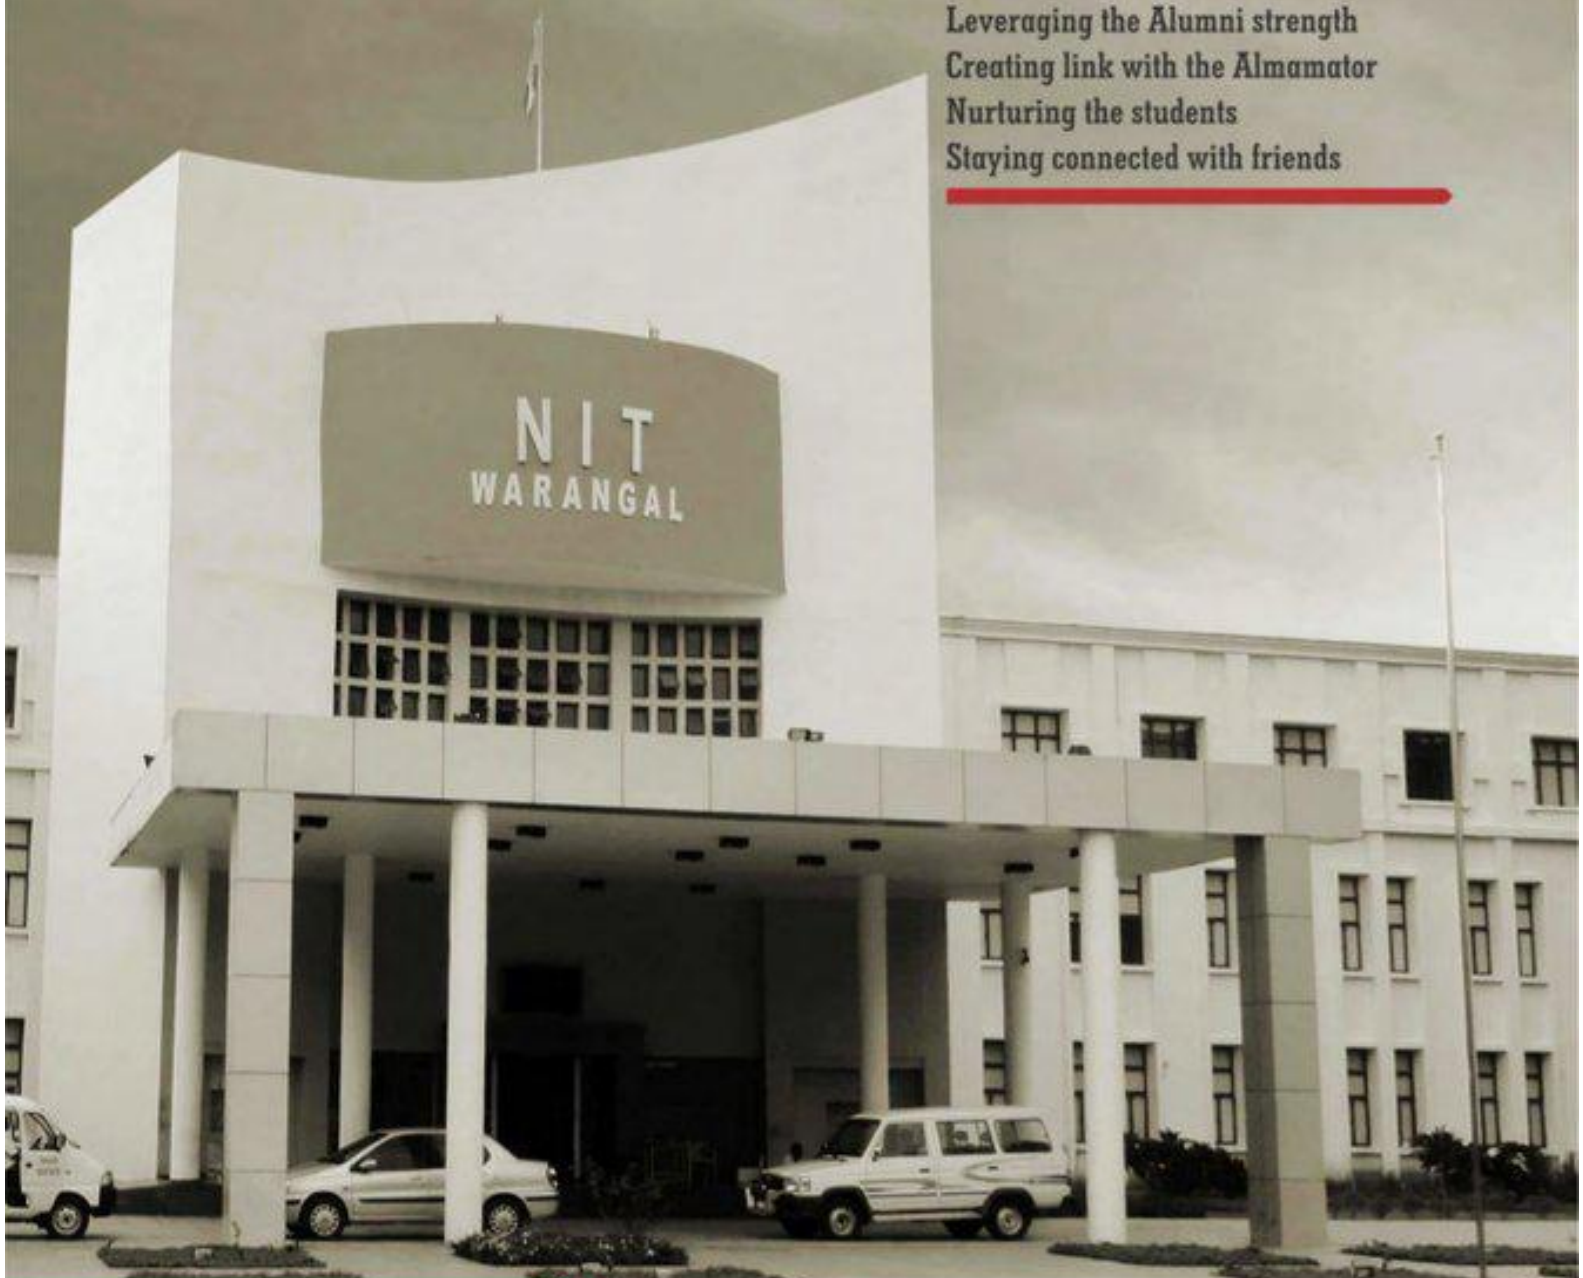 Leveraging the Alumni strength
Creating link with the Almamator
Nurturing the students
Staying connected with friends
NIT
WARANGAL